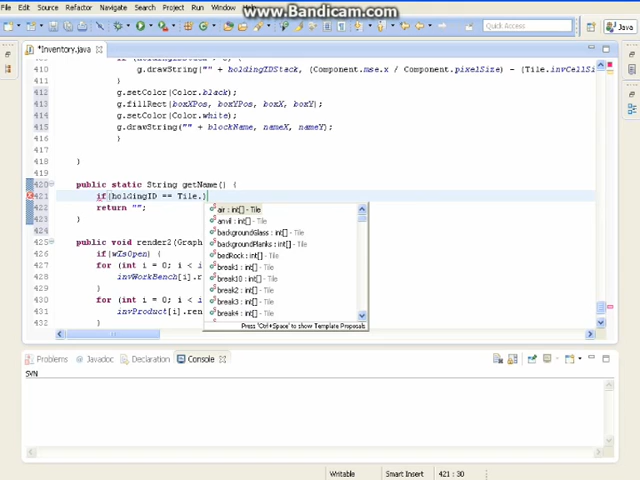 www.Bandicam.com
File Edit Source Refactor Navigate Search Project Run Window
Quick Access
Java
*Inventory.java
410 g.drawString("" + holdingIDStack, (Component.mse.x / Component.pixelSize) - (Tile.invCellSi
411 }
412 g.setColor(Color.black);
413 g.fillRect(boxXPos, boxYPos, boxX, boxY);
414 g.setColor(Color.white);
415 g.drawString("" + blockName, nameX, nameY);
416 }
417
418 }
419
420 public static String getName() {
421 if(holdingID == Tile.)
422 return "";
423 }
424
425 public void render2(Graph
426 if(wIsOpen) {
427 for (int i = 0; i < i
428 invWorkBench[i].r
429 }
430 for (int i = 0; i < i
431 invProduct[i].ren
432 }
air : int[] - Tile
anvil : int[] - Tile
backgroundGlass : int[] - Tile
backgroundPlanks : int[] - Tile
bedRock : int[] - Tile
break1 : int[] - Tile
break10 : int[] - Tile
break2 : int[] - Tile
break3 : int[] - Tile
break4 : int[] - Tile
Press 'Ctrl+Space' to show Template Proposals
Problems Javadoc Declaration Console
SVN
Writable Smart Insert 421 : 30